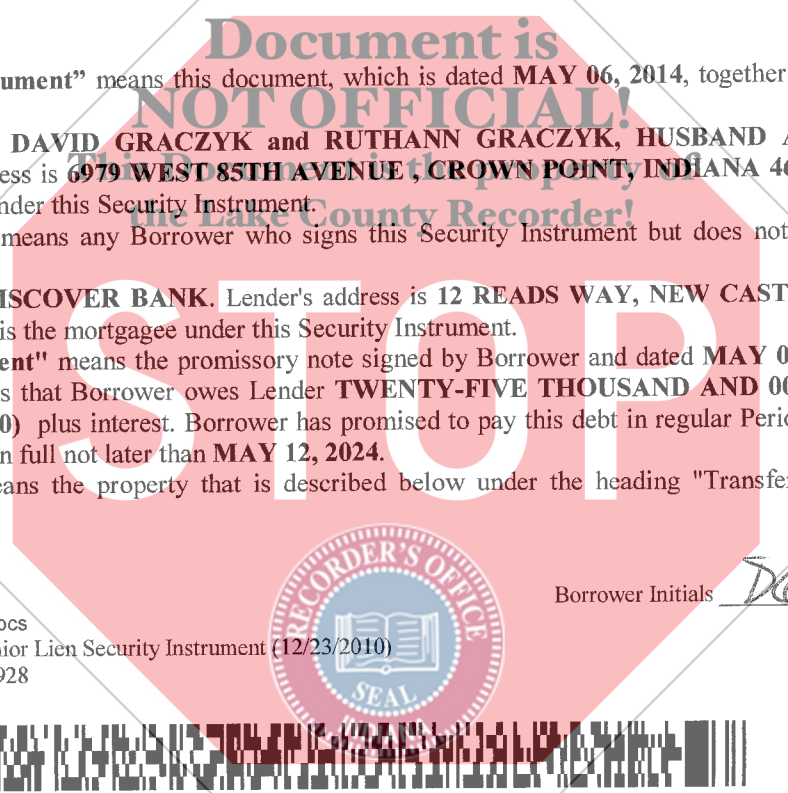 Document is
NOT OFFICIAL!
This Document is the property of
the Lake County Recorder!
ument” means this document, which is dated MAY 06, 2014, together
DAVID GRACZYK and RUTHANN GRACZYK, HUSBAND A
ess is 6979 WEST 85TH AVENUE , CROWN POINT, INDIANA 46
nder this Security Instrument.
means any Borrower who signs this Security Instrument but does not
ISCOVER BANK. Lender's address is 12 READS WAY, NEW CAST
is the mortgagee under this Security Instrument.
ent" means the promissory note signed by Borrower and dated MAY 0
s that Borrower owes Lender TWENTY-FIVE THOUSAND AND 00
0) plus interest. Borrower has promised to pay this debt in regular Peri
n full not later than MAY 12, 2024.
eans the property that is described below under the heading "Transfe
STOP
Borrower Initials
ocs
nior Lien Security Instrument (12/23/2010)
928
RECORDER'S OFFICE
SEAL
INDIANA